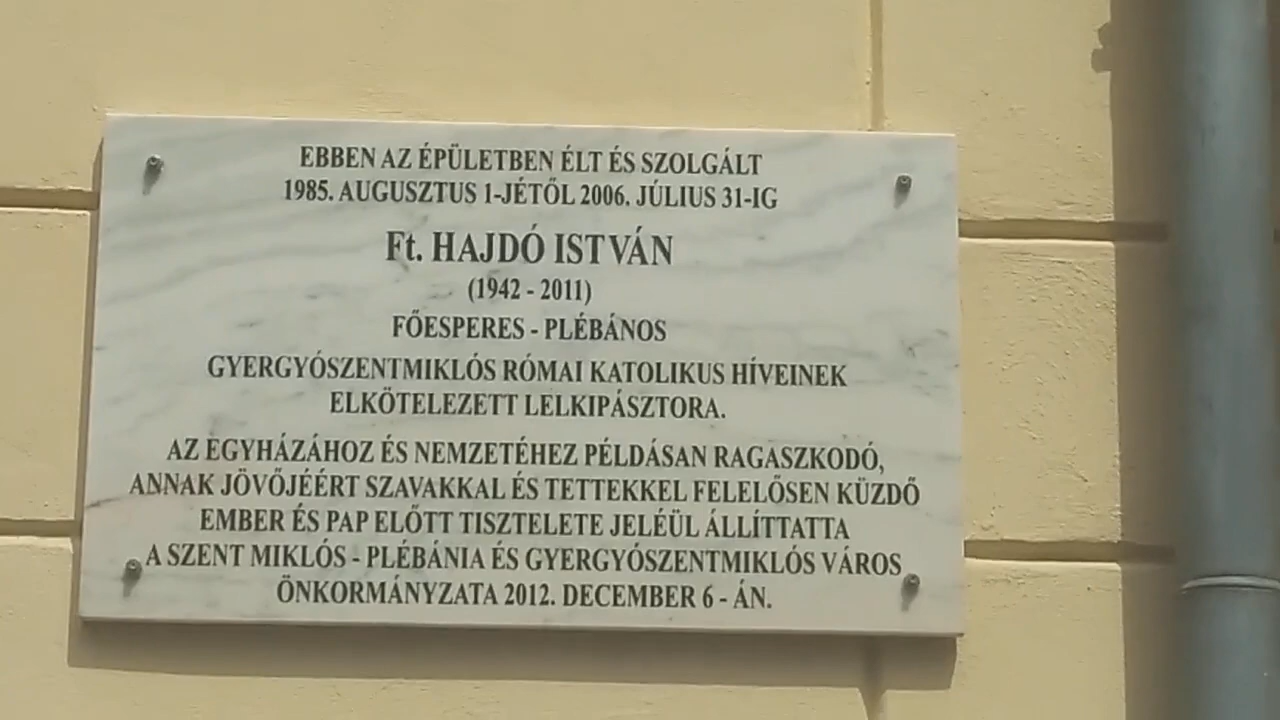 EBBEN AZ ÉPÜLETBEN ÉLT ÉS SZOLGÁLT
1985. AUGUSZTUS 1-JÉTŐL 2006. JÚLIUS 31-IG
Ft. HAJDÓ ISTVÁN
(1942 - 2011)
FŐESPERES - PLÉBÁNOS
GYERGYÓSZENTMIKLÓS RÓMAI KATOLIKUS HÍVEINEK
ELKÖTELEZETT LELKIPÁSZTORA.
AZ EGYHÁZÁHOZ ÉS NEMZETÉHEZ PÉLDÁSAN RAGASZKODÓ,
ANNAK JÖVŐJÉÉRT SZAVAKKAL ÉS TETTEKKEL FELELŐSEN KÜZDŐ
EMBER ÉS PAP ELŐTT TISZTELETE JELÉÜL ÁLLÍTTATTA
A SZENT MIKLÓS - PLÉBÁNIA ÉS GYERGYÓSZENTMIKLÓS VÁROS
ÖNKORMÁNYZATA 2012. DECEMBER 6 - ÁN.